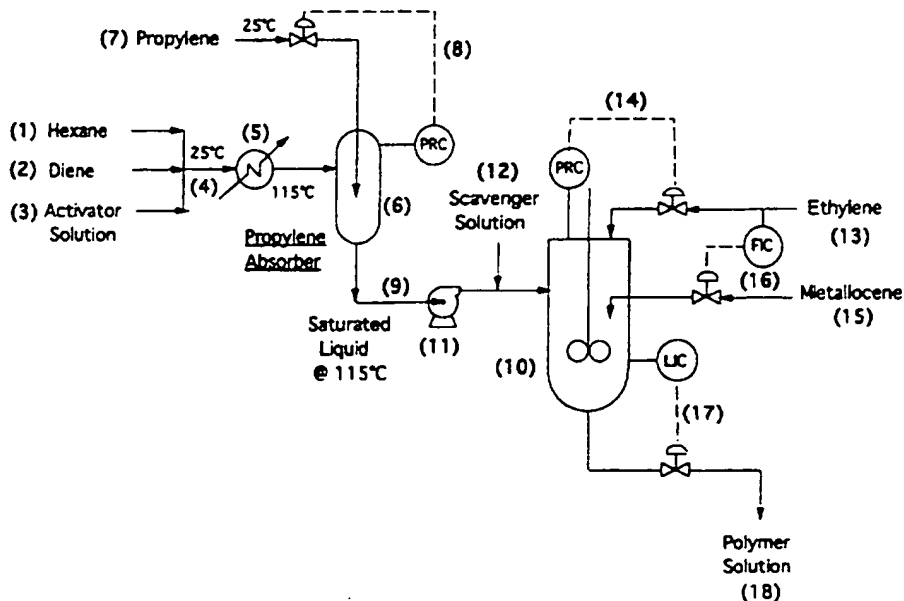 25℃
(7) Propylene
(8)
(1) Hexane
(5)
25℃
(2) Diene
(4)
115℃
(3) Activator
Solution
PRC
(6)
Propylene
Absorber
(9)
Saturated
Liquid
@ 115℃
(11)
(12)
Scavenger
Solution
(14)
PRC
Ethylene
(13)
FIC
(16)
Mietallocene
(15)
(10)
LIC
(17)
Polymer
Solution
(18)